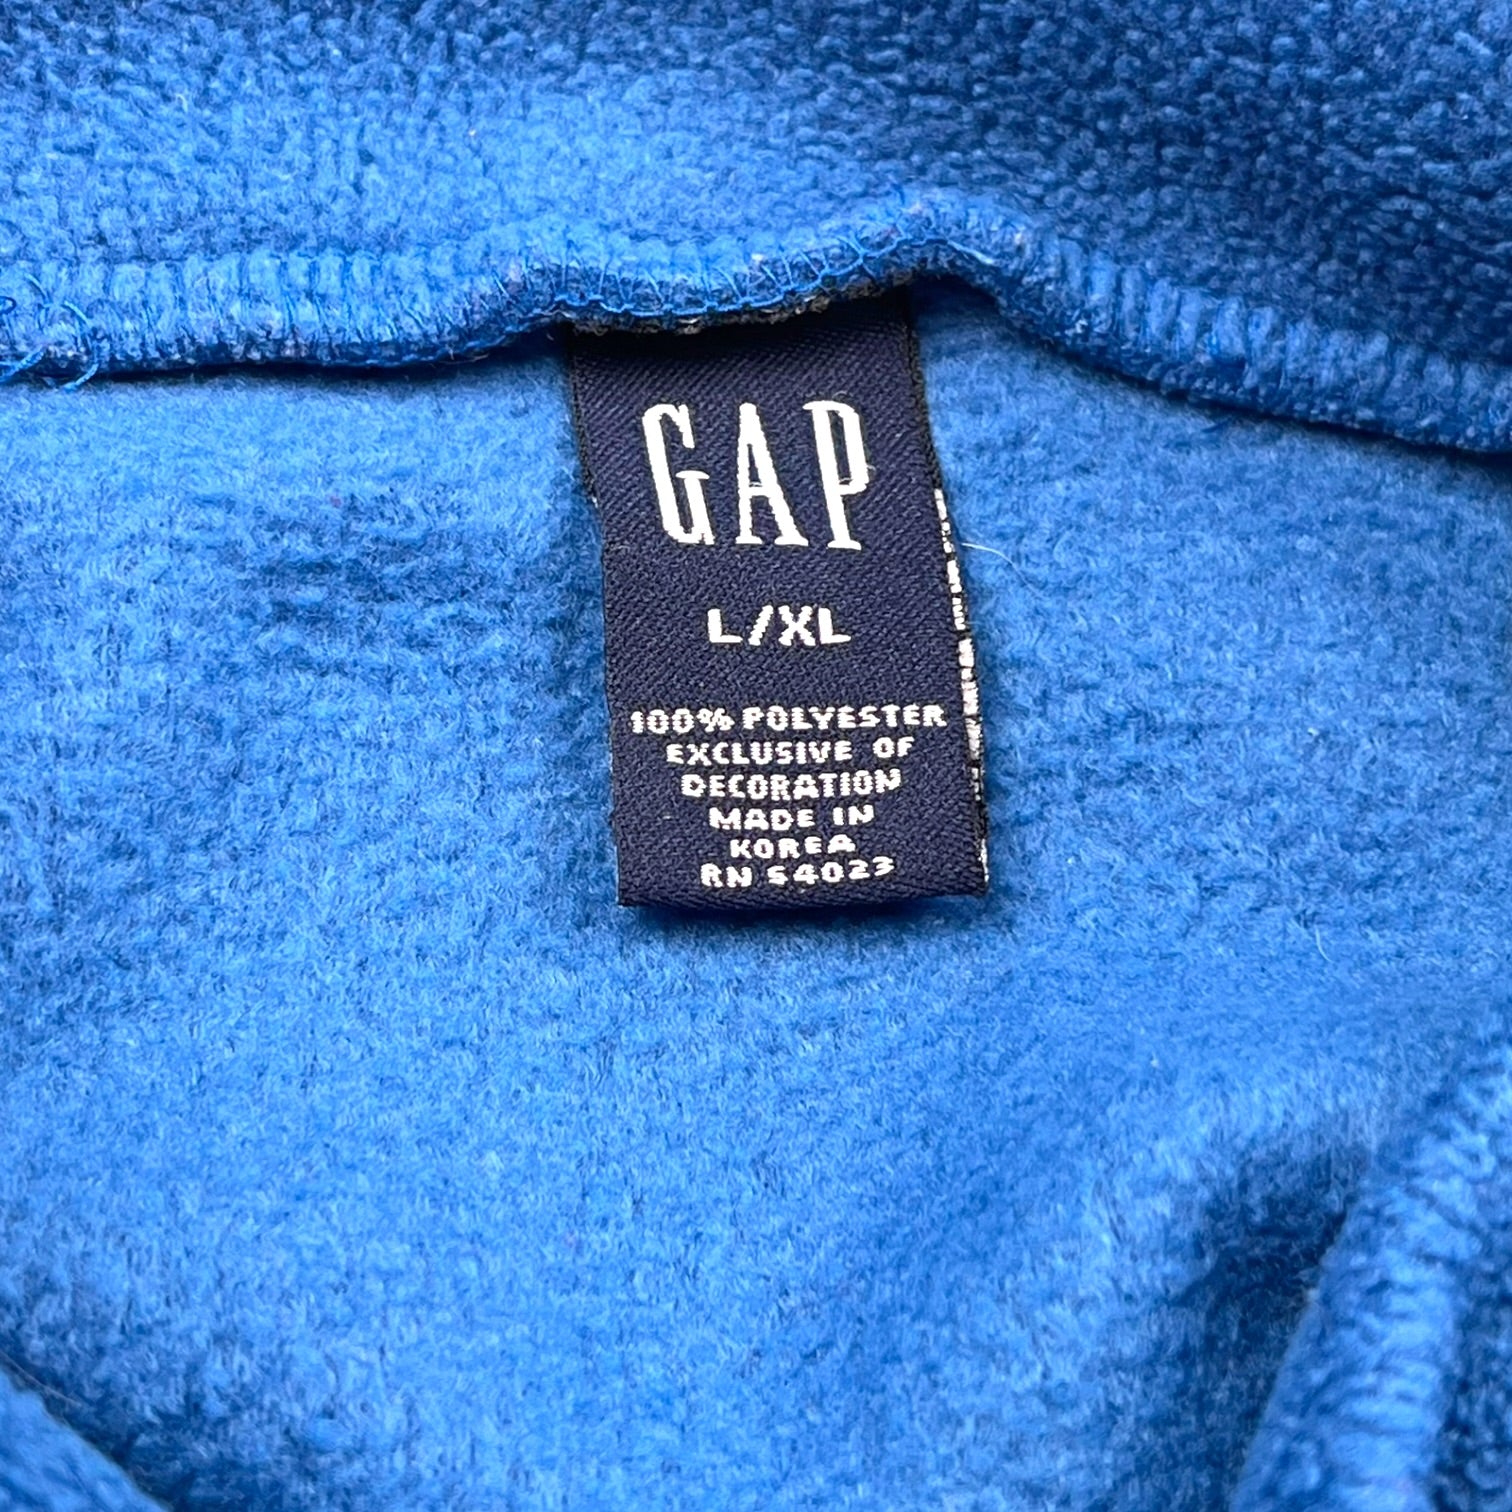 GAP
L/XL
100% POLYESTER
EXCLUSIVE OF
DECORATION
MADE IN
KOREA
RN 54023